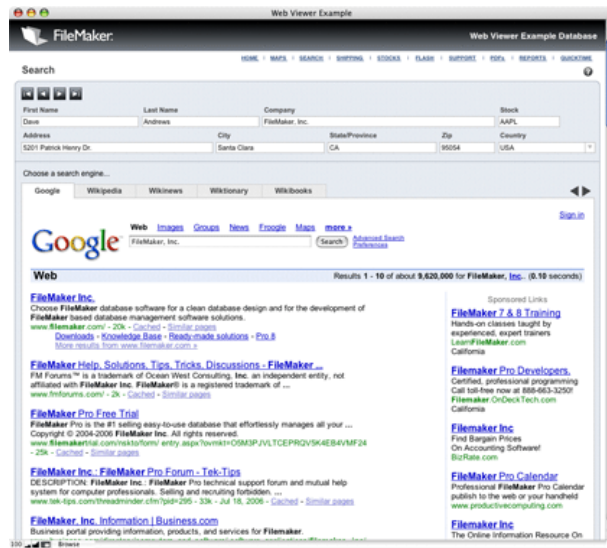 Web Viewer Example
FileMaker.
Web Viewer Example Database
HOME | MAPS | SEARCH | SHIPPING | STOCKS | FLASH | SUPPORT | PDFs | REPORTS | QUICKTIME
Search
First Name Last Name Company Stock
Dave Andrews FileMaker, Inc. AAPL
Address City State/Province Zip Country
5201 Patrick Henry Dr. Santa Clara CA 95054 USA
Choose a search engine...
Google Wikipedia Wikinews Wiktionary Wikibooks
Sign in
Google
Web Images Groups News Froogle Maps more »
FileMaker, Inc. Search Advanced Search
Preferences
Web Results 1 - 10 of about 9,620,000 for FileMaker, Inc.. (0.10 seconds)
FileMaker Inc.
Choose FileMaker database software for a clean database design and for the development of
FileMaker based database management software solutions.
www.filemaker.com/ - 20k - Cached - Similar pages
Downloads - Knowledge Base - Ready-made solutions - Pro 8
More results from www.filemaker.com »
FileMaker Help, Solutions, Tips, Tricks, Discussions - FileMaker ...
FM Forums™ is a trademark of Ocean West Consulting, Inc. an independent entity, not
affiliated with FileMaker Inc. FileMaker® is a registered trademark of ...
www.fmforums.com/ - 2k - Cached - Similar pages
FileMaker Pro Free Trial
FileMaker Pro is the #1 selling easy-to-use database that effortlessly manages all your ...
Copyright © 2004-2006 FileMaker Inc. All rights reserved.
www.filemakertrial.com/nskto/form/ entry.aspx?ovmkt=O5M3PJVLTCEPRQV5K4EB4VMF24
- 25k - Cached - Similar pages
FileMaker Inc.: FileMaker Pro Forum - Tek-Tips
DESCRIPTION: FileMaker Inc.: FileMaker Pro technical support forum and mutual help
system for computer professionals. Selling and recruiting forbidden. ...
www.tek-tips.com/threadminder.cfm?pid=295 - 33k - Jul 18, 2006 - Cached - Similar pages
FileMaker, Inc. Information | Business.com
Business portal providing information, products, and services for Filemaker.
Sponsored Links
FileMaker 7 & 8 Training
Hands-on classes taught by
experienced, expert trainers
LearnFileMaker.com
California
Filemaker Pro Developers.
Certified, professional programming
Call toll-free now at 888-663-3250!
Filemaker.OnDeckTech.com
California
Filemaker Inc
Find Bargain Prices
On Accounting Software!
BizRate.com
FileMaker Pro Calendar
Professional FileMaker Pro Calendar
publish to the web or your handheld
www.productivecomputing.com
Filemaker Inc
The Online Information Resource On
100 Browse